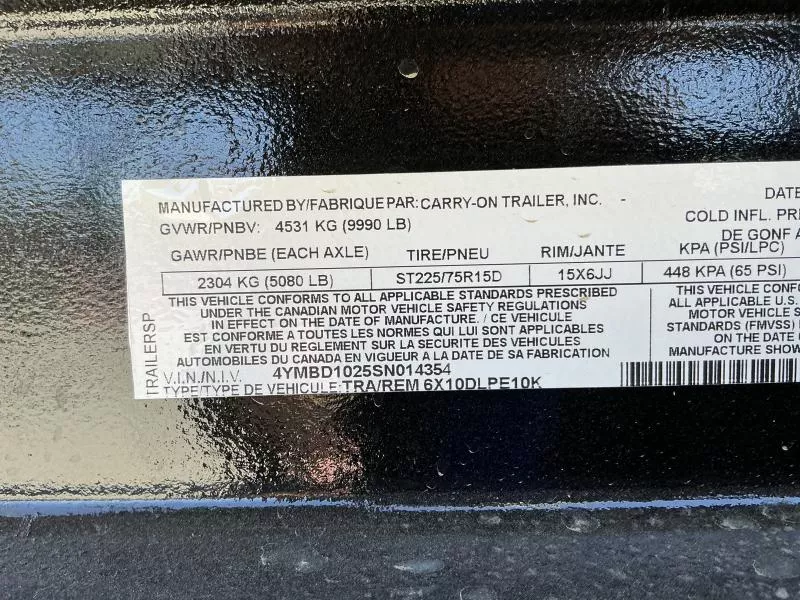 MANUFACTURED BY/FABRIQUE PAR: CARRY-ON TRAILER, INC. - DATE
GVWR/PNBV: 4531 KG (9990 LB) COLD INFL. PRE
DE GONF A
GAWR/PNBE (EACH AXLE) TIRE/PNEU RIM/JANTE KPA (PSI/LPC)
2304 KG (5080 LB) ST225/75R15D 15X6JJ 448 KPA (65 PSI)
THIS VEHICLE CONFORMS TO ALL APPLICABLE STANDARDS PRESCRIBED
UNDER THE CANADIAN MOTOR VEHICLE SAFETY REGULATIONS
IN EFFECT ON THE DATE OF MANUFACTURE. / CE VEHICULE
EST CONFORME A TOUTES LES NORMES QUI LUI SONT APPLICABLES
EN VERTU DU REGLEMENT SUR LA SECURITE DES VEHICULES
AUTOMOBILES DU CANADA EN VIGUEUR A LA DATE DE SA FABRICATION.
THIS VEHICLE CON
ALL APPLICABLE U.S.
MOTOR VEHICLE S
STANDARDS (FMVSS)
ON THE DATE
MANUFACTURE SHOW
V.I.N./N.I.V. 4YMBD1025SN014354
TYPE/TYPE DE VEHICULE: TRA/REM 6X10DLPE10K
TRAILERSP